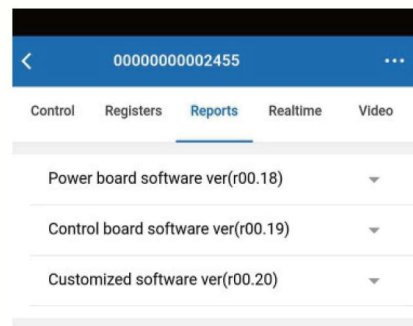 00000000002455
Control Registers Reports Realtime Video
Power board software ver(r00.18)
Control board software ver(r00.19)
Customized software ver(r00.20)